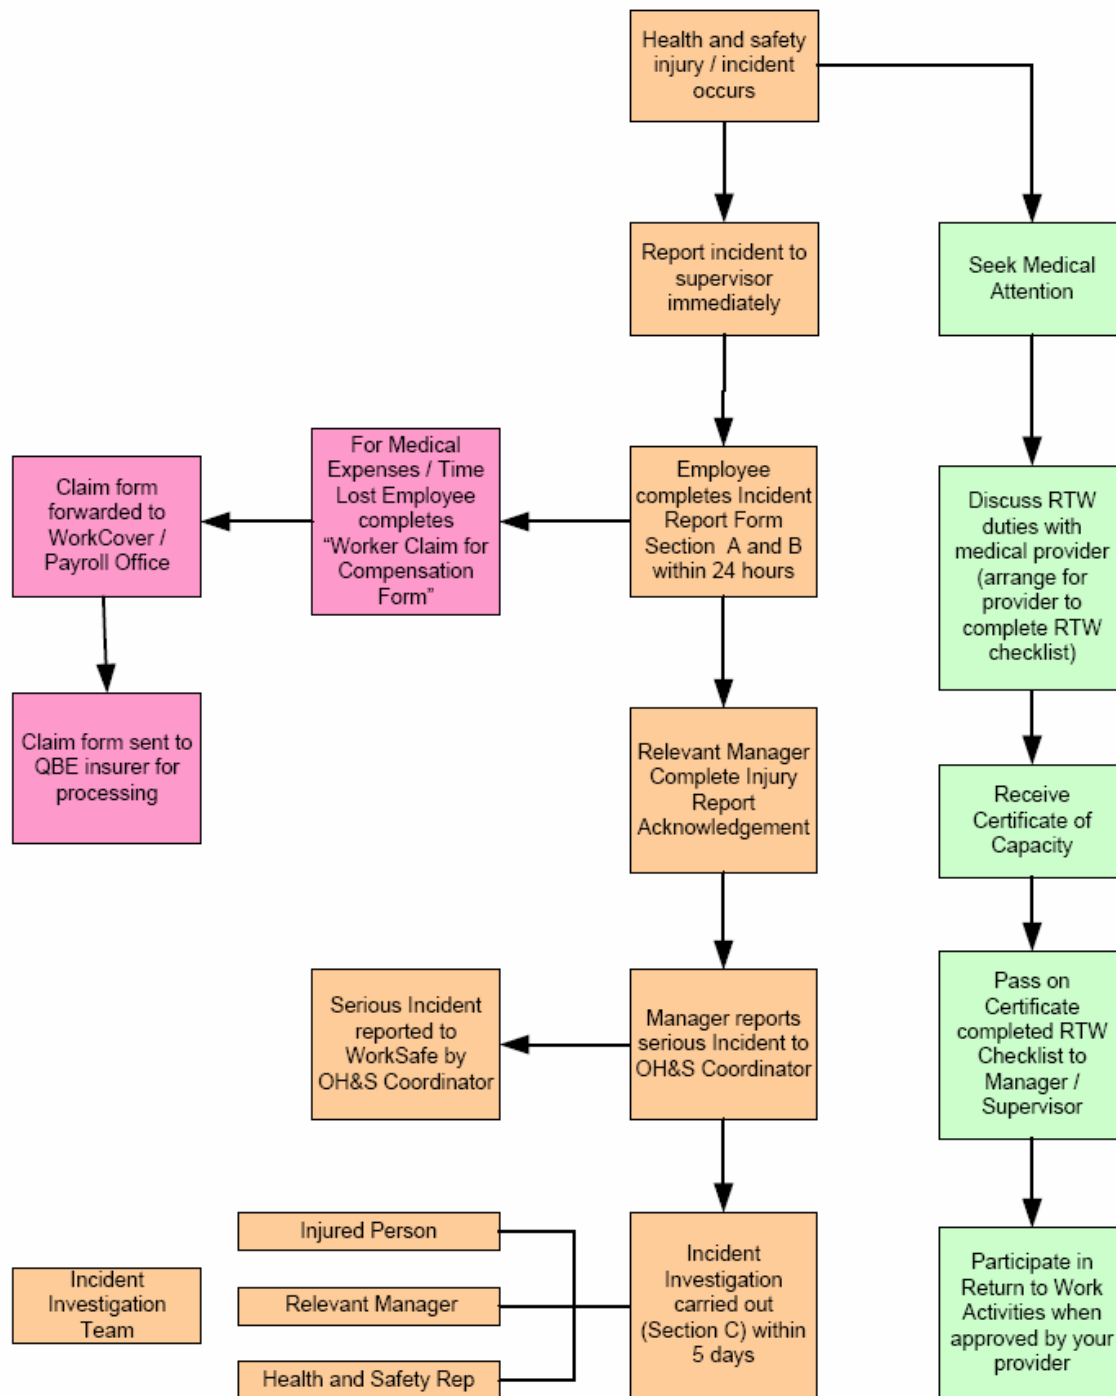 Health and safety
injury / incident
occurs
Report incident to
supervisor
immediately
Seek Medical
Attention
For Medical
Expenses / Time
Lost Employee
completes
“Worker Claim for
Compensation
Form”
Claim form
forwarded to
WorkCover /
Payroll Office
Employee
completes Incident
Report Form
Section A and B
within 24 hours
Discuss RTW
duties with
medical provider
(arrange for
provider to
complete RTW
checklist)
Claim form sent to
QBE insurer for
processing
Relevant Manager
Complete Injury
Report
Acknowledgement
Receive
Certificate of
Capacity
Serious Incident
reported to
WorkSafe by
OH&S Coordinator
Manager reports
serious Incident to
OH&S Coordinator
Pass on
Certificate
completed RTW
Checklist to
Manager /
Supervisor
Incident
Investigation
Team
Injured Person
Relevant Manager
Health and Safety Rep
Incident
Investigation
carried out
(Section C) within
5 days
Participate in
Return to Work
Activities when
approved by your
provider